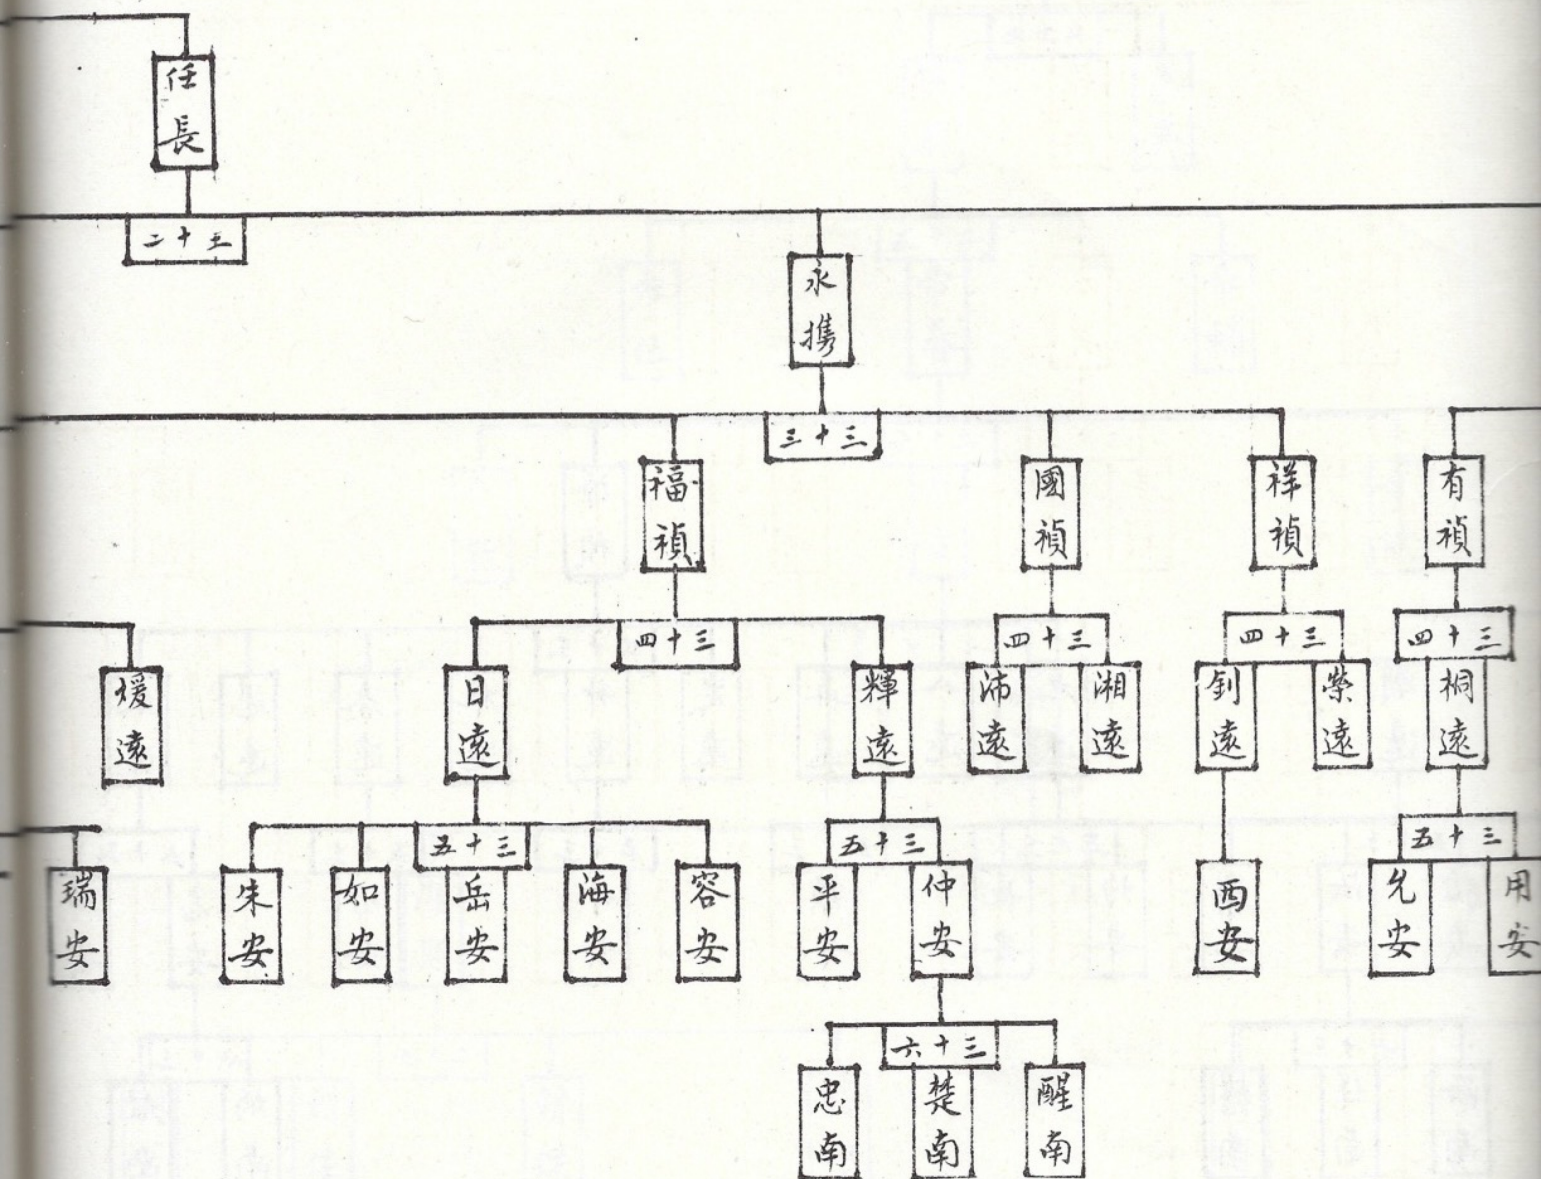 任長
二十三
永攜
三十三
有禎
祥禎
國禎
福禎
四十三
四十三
四十三
四十三
桐遠
榮遠
釗遠
湘遠
沛遠
輝遠
日遠
煖遠
五十三
五十三
五十三
用安
允安
西安
仲安
平安
容安
海安
岳安
如安
朱安
瑞安
六十三
醒南
楚南
忠南